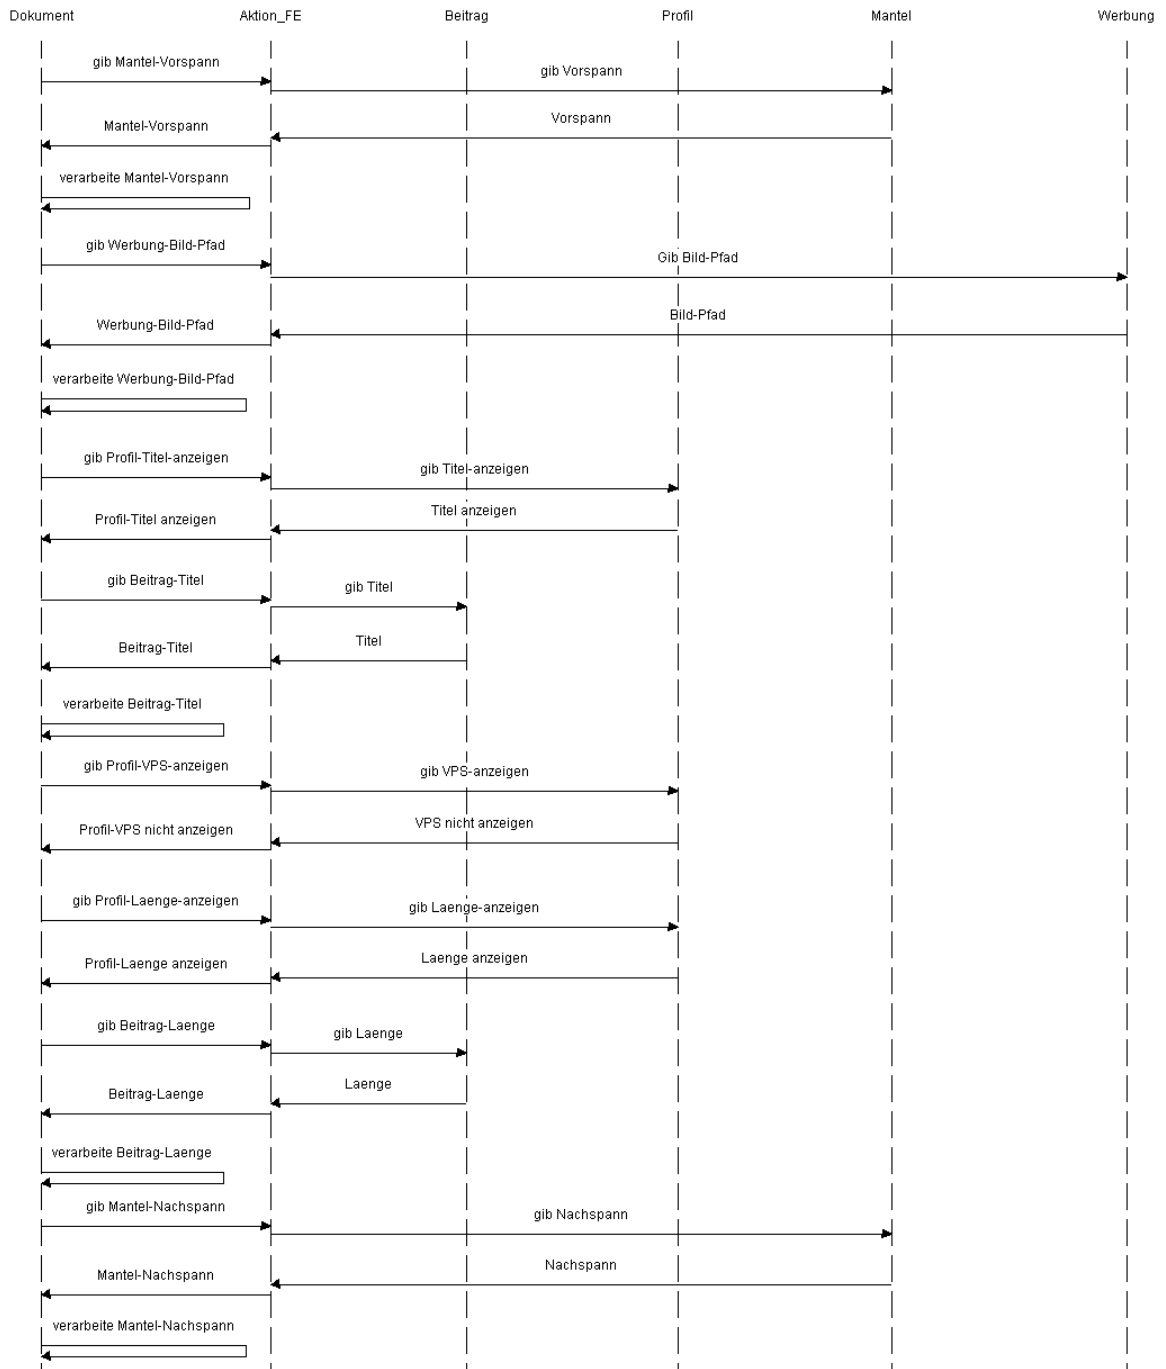 Dokument Aktion_FE Beitrag Profil Mantel Werbung
gib Mantel-Vorspann
gib Vorspann
Vorspann
Mantel-Vorspann
verarbeite Mantel-Vorspann
gib Werbung-Bild-Pfad
Gib Bild-Pfad
Bild-Pfad
Werbung-Bild-Pfad
verarbeite Werbung-Bild-Pfad
gib Profil-Titel-anzeigen
gib Titel-anzeigen
Titel anzeigen
Profil-Titel anzeigen
gib Beitrag-Titel
gib Titel
Titel
Beitrag-Titel
verarbeite Beitrag-Titel
gib Profil-VPS-anzeigen
gib VPS-anzeigen
VPS nicht anzeigen
Profil-VPS nicht anzeigen
gib Profil-Laenge-anzeigen
gib Laenge-anzeigen
Laenge anzeigen
Profil-Laenge anzeigen
gib Beitrag-Laenge
gib Laenge
Laenge
Beitrag-Laenge
verarbeite Beitrag-Laenge
gib Mantel-Nachspann
gib Nachspann
Nachspann
Mantel-Nachspann
verarbeite Mantel-Nachspann